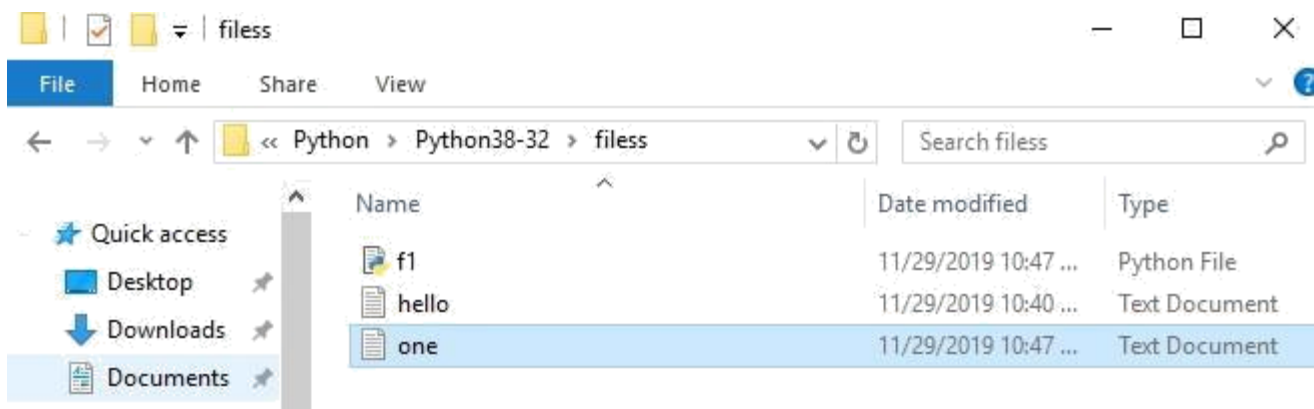 filess
File Home Share View
« Python › Python38-32 › filess Search filess
Name Date modified Type
Quick access
Desktop
Downloads
Documents
f1 11/29/2019 10:47 ... Python File
hello 11/29/2019 10:40 ... Text Document
one 11/29/2019 10:47 ... Text Document